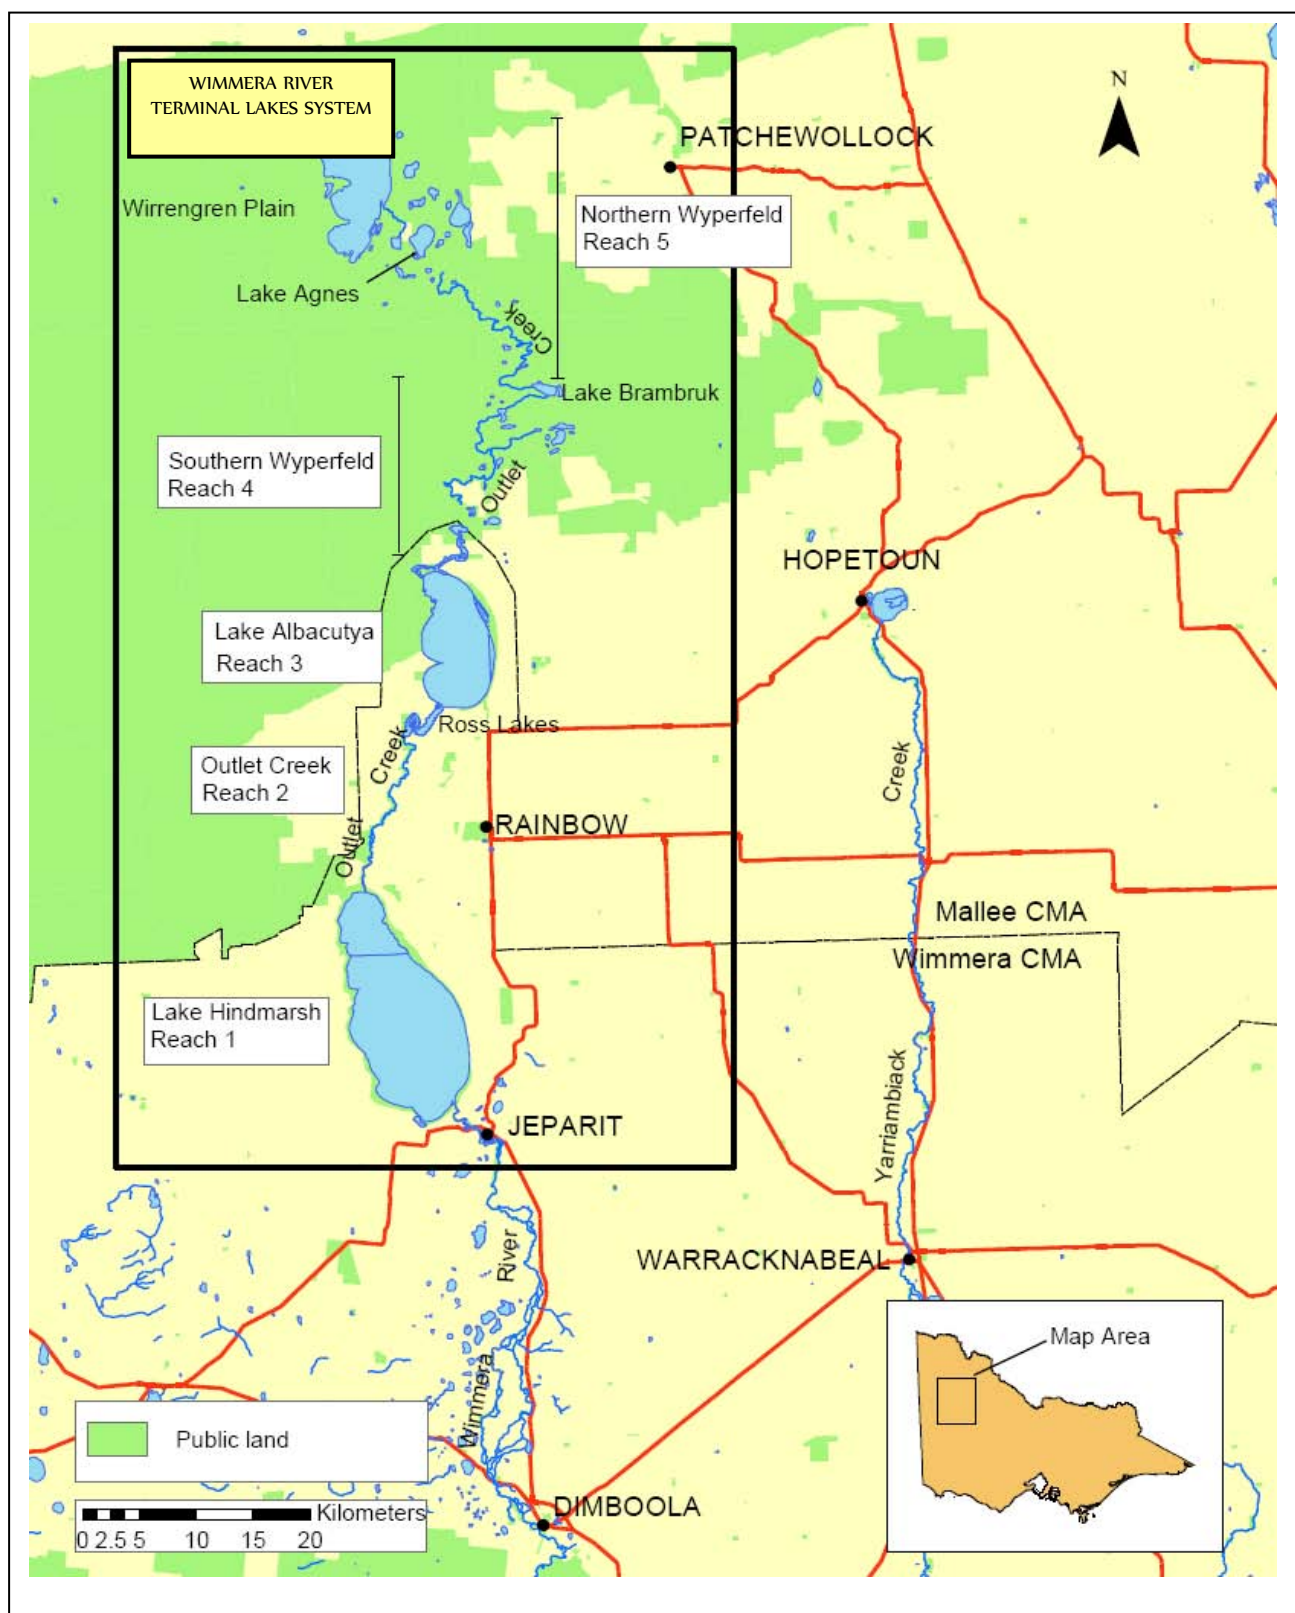 WIMMERA RIVER
TERMINAL LAKES SYSTEM
N
PATCHEWOLLOCK
Wirrengren Plain
Northern Wyperfeld
Reach 5
Lake Agnes
Creek
Lake Brambruk
Southern Wyperfeld
Reach 4
Outlet
HOPETOUN
Lake Albacutya
Reach 3
Ross Lakes
Creek
Creek
Outlet Creek
Reach 2
RAINBOW
Outlet
Mallee CMA
Wimmera CMA
Lake Hindmarsh
Reach 1
Yarriambiack
JEPARIT
River
WARRACKNABEAL
Map Area
Wimmera
Public land
Kilometers
0 2.5 5 10 15 20
DIMBOOLA